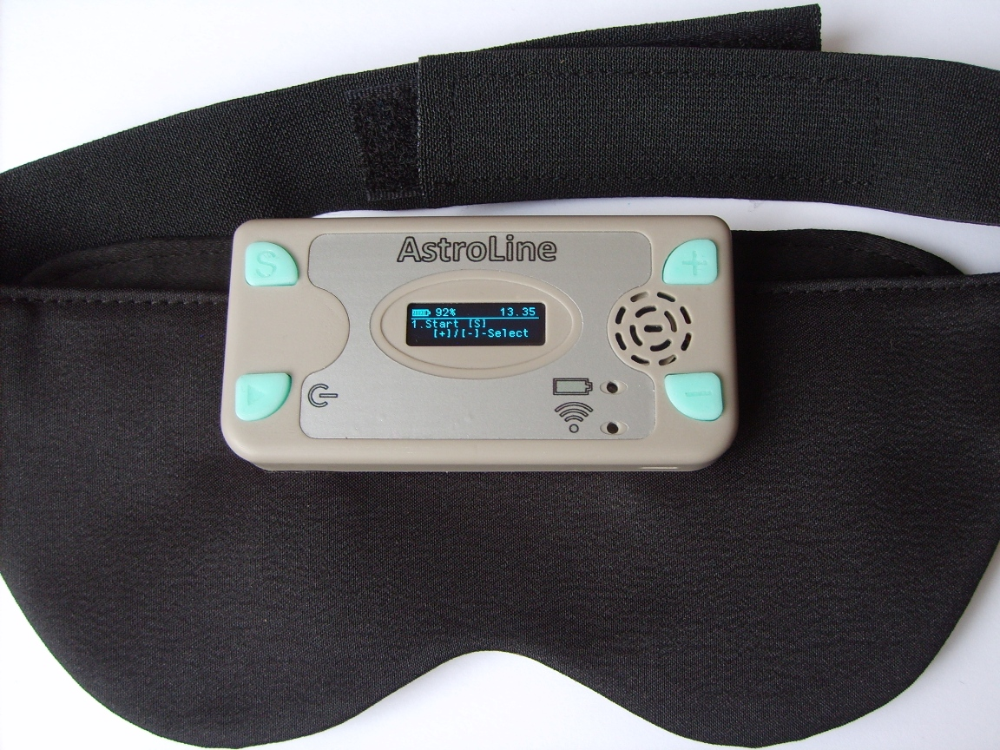 AstroLine
S
+
92% 13.35
1.Start [S]
[+]/[-]-Select
-